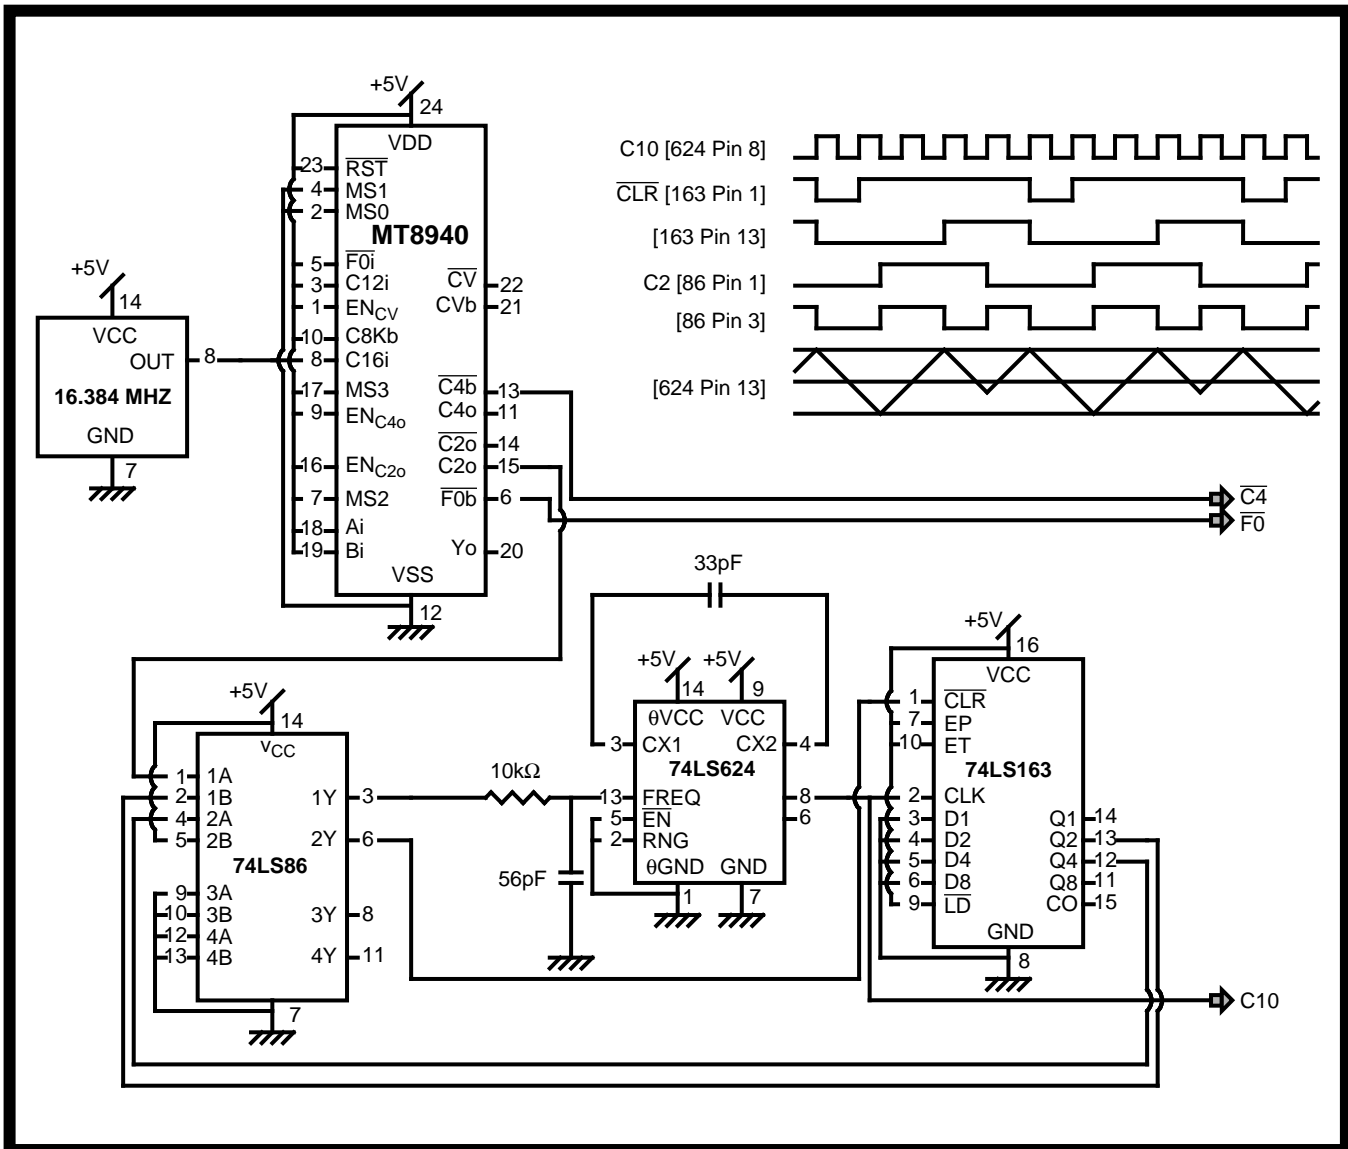 +5V
24
VDD
23 RST
4 MS1
2 MS0
MT8940
5 F0i
3 C12i
1 ENCV
10 C8Kb
8 C16i
17 MS3
9 ENC4o
16 ENC2o
7 MS2
18 Ai
19 Bi
CV 22
CVb 21
C4b 13
C4o 11
C2o 14
C2o 15
F0b 6
Yo 20
VSS
12
+5V
14
VCC
OUT 8
16.384 MHZ
GND
7
C10 [624 Pin 8]
CLR [163 Pin 1]
[163 Pin 13]
C2 [86 Pin 1]
[86 Pin 3]
[624 Pin 13]
C4
F0
33pF
+5V
14
VCC
1 1A
2 1B
4 2A
5 2B
74LS86
9 3A
10 3B
12 4A
13 4B
1Y 3
2Y 6
3Y 8
4Y 11
7
10kΩ
56pF
+5V +5V
14 9
θVCC VCC
3 CX1 CX2 4
74LS624
13 FREQ 8
5 EN 6
2 RNG
θGND GND
1 7
+5V
16
VCC
1 CLR
7 EP
10 ET
74LS163
2 CLK
3 D1 Q1 14
4 D2 Q2 13
5 D4 Q4 12
6 D8 Q8 11
9 LD CO 15
GND
8
C10